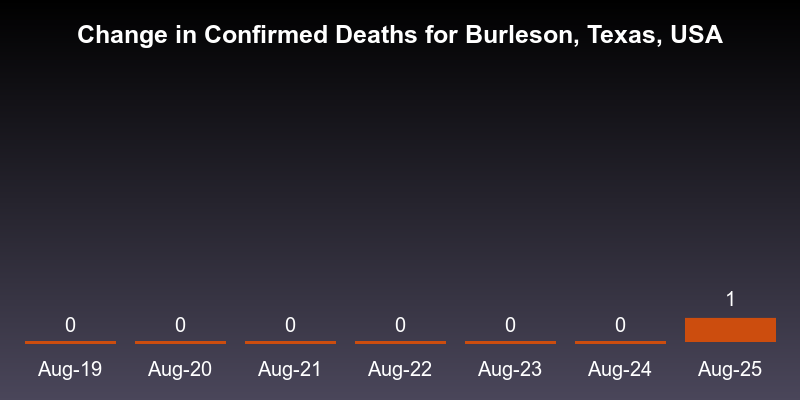 Change in Confirmed Deaths for Burleson, Texas, USA
0 0 0 0 0 0 1
Aug-19 Aug-20 Aug-21 Aug-22 Aug-23 Aug-24 Aug-25